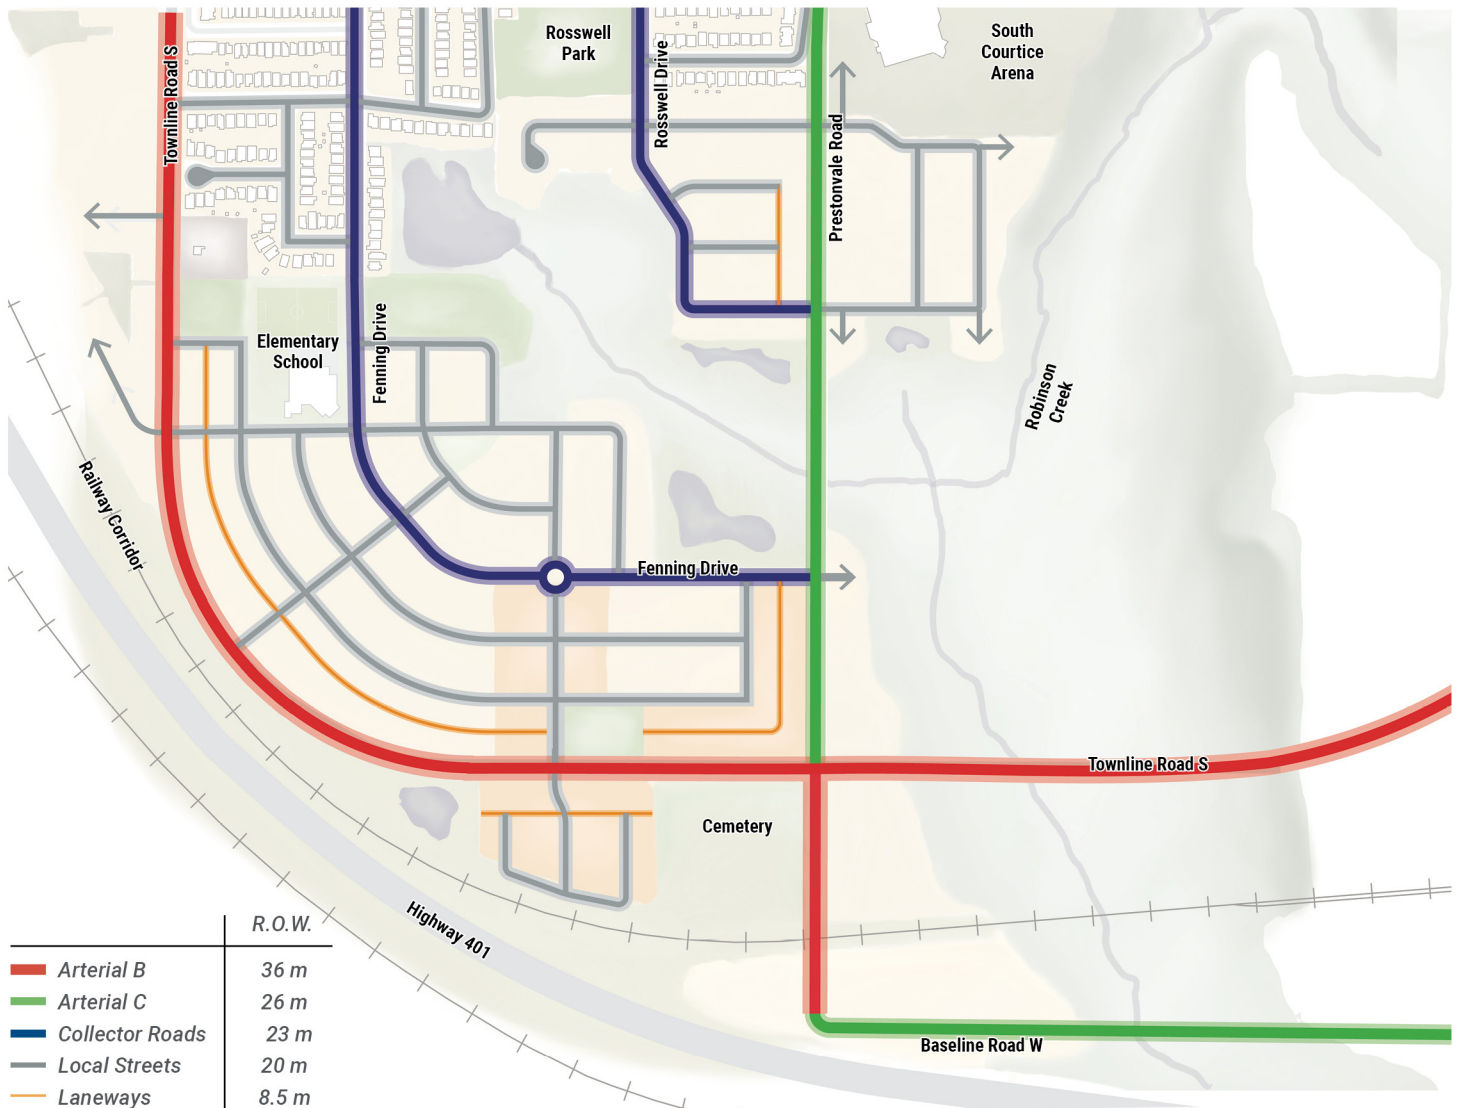 Rosswell
Park
South
Courtice
Arena
Townline Road S
Rosswell Drive
Prestonvale Road
Elementary
School
Fenning Drive
Robinson
Creek
Railway Corridor
Fenning Drive
Townline Road S
Cemetery
Highway 401
Baseline Road W
R.O.W.
Arterial B 36 m
Arterial C 26 m
Collector Roads 23 m
Local Streets 20 m
Laneways 8.5 m